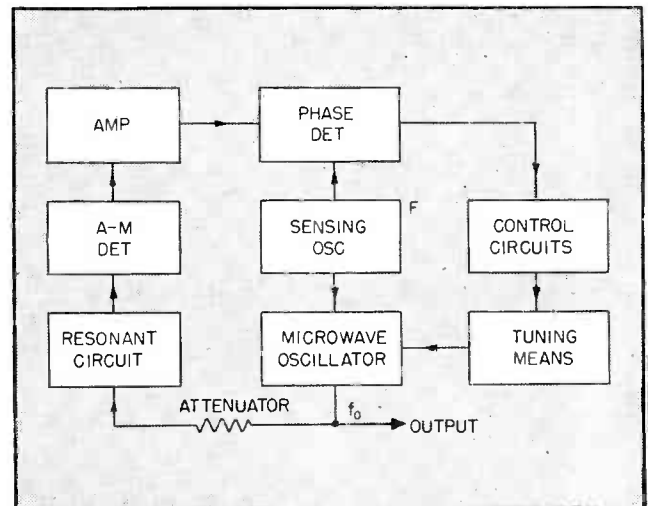 AMP
PHASE
DET
A-M
DET
SENSING
OSC
F
CONTROL
CIRCUITS
RESONANT
CIRCUIT
MICROWAVE
OSCILLATOR
TUNING
MEANS
ATTENUATOR
f₀
OUTPUT